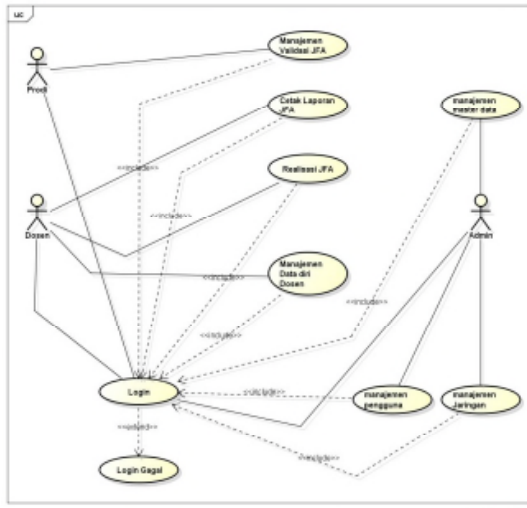 uc
Manajemen
Validasi JFA
Prodi
Cetak Laporan
JFA
manajemen
master data
<<include>>
Realisasi JFA
<<include>>
Dosen
Admin
Manajemen
Data diri
Dosen
<<include>>
<<include>>
<<include>>
Login
<<include>>
manajemen
pengguna
manajemen
Jaringan
<<extend>>
<<include>>
Login Gagal